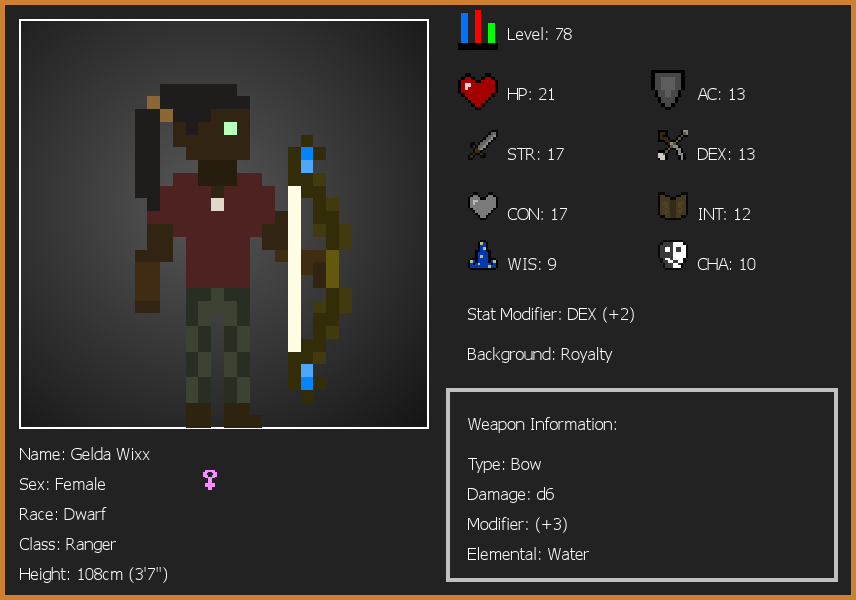 Level: 78
HP: 21
AC: 13
STR: 17
DEX: 13
CON: 17
INT: 12
WIS: 9
CHA: 10
Stat Modifier: DEX (+2)
Background: Royalty
Weapon Information:
Type: Bow
Damage: d6
Modifier: (+3)
Elemental: Water
Name: Gelda Wixx
Sex: Female
Race: Dwarf
Class: Ranger
Height: 108cm (3'7")